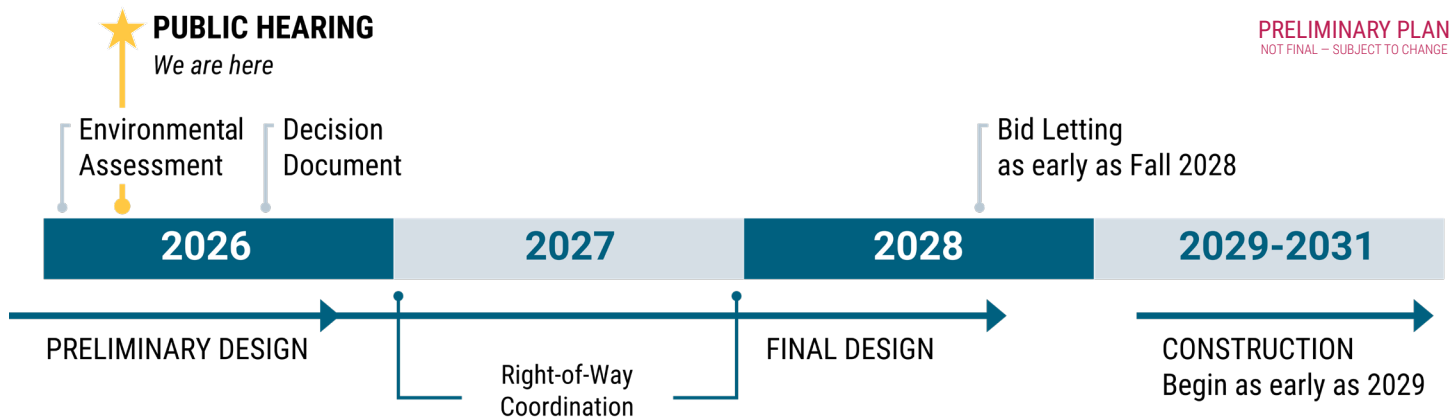 PUBLIC HEARING
We are here
PRELIMINARY PLAN
NOT FINAL – SUBJECT TO CHANGE
Environmental
Assessment
Decision
Document
Bid Letting
as early as Fall 2028
2026
2027
2028
2029-2031
PRELIMINARY DESIGN
Right-of-Way
Coordination
FINAL DESIGN
CONSTRUCTION
Begin as early as 2029